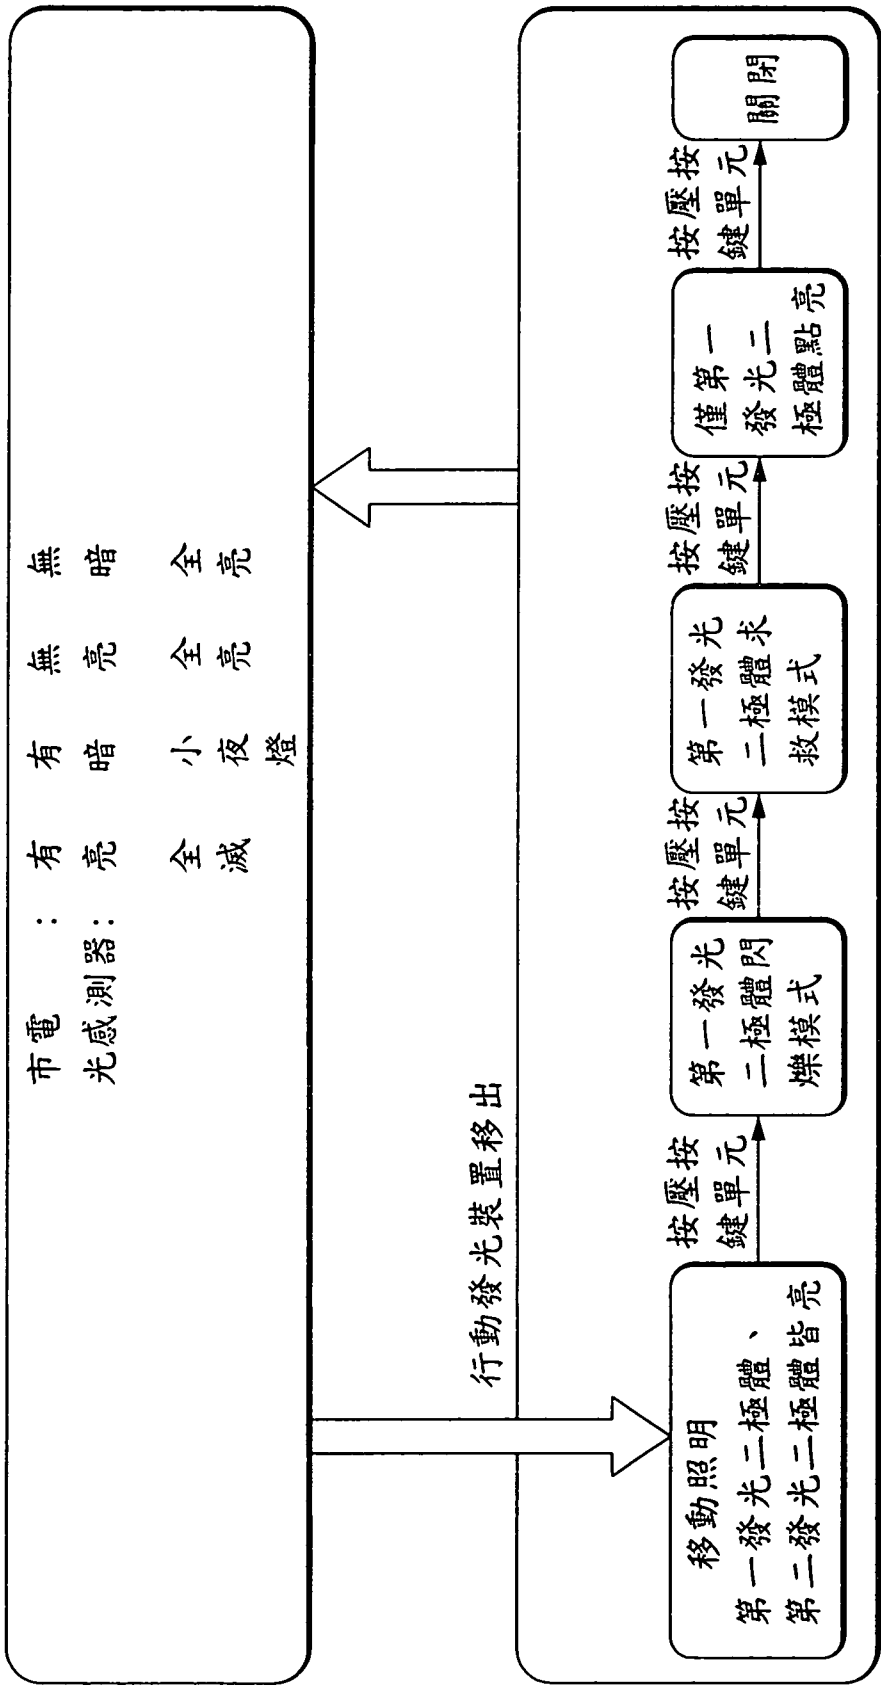 市電 : 有 有 無 無
光感測器: 亮 暗 亮 暗
全滅 小夜燈 全亮 全亮
行動發光裝置移出
移動照明
第一發光二極體、
第二發光二極體皆亮
按壓按
鍵單元
第一發光
二極體閃
爍模式
按壓按
鍵單元
第一發光
二極體求
救模式
按壓按
鍵單元
僅第一
發光二
極體點亮
按壓按
鍵單元
關閉